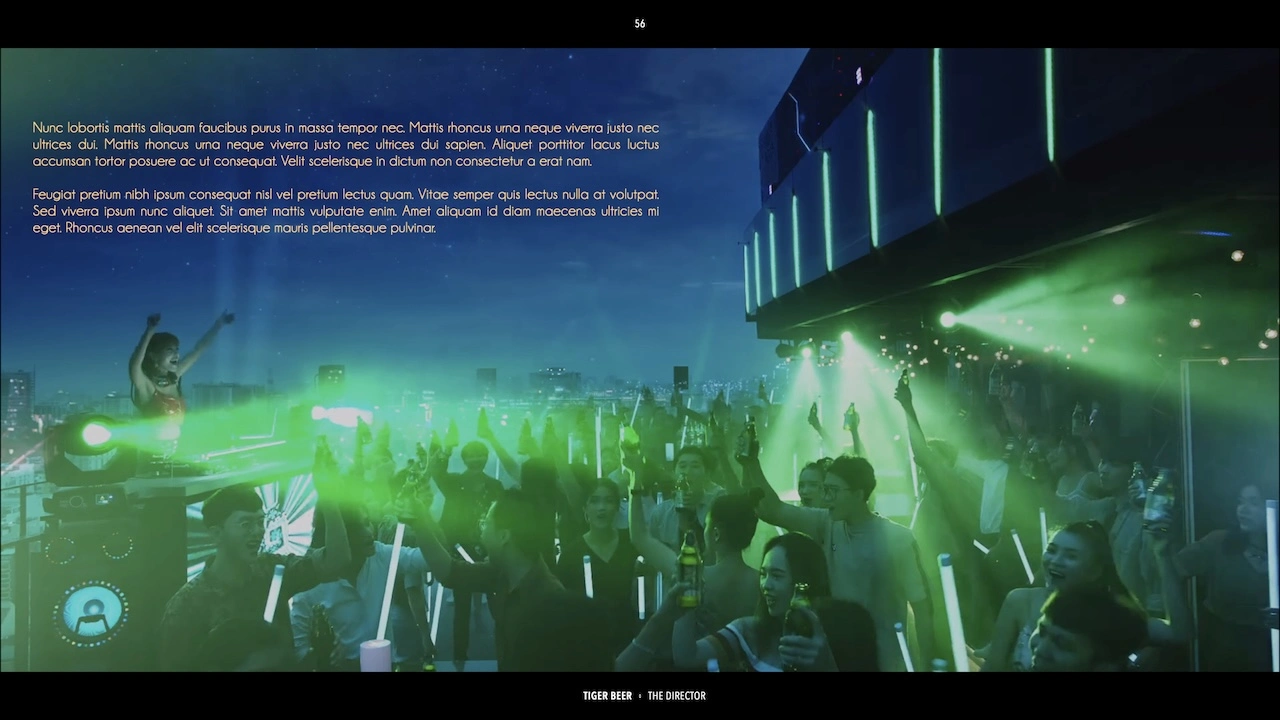 56
Nunc lobortis mattis aliquam faucibus purus in massa tempor nec. Mattis rhoncus urna neque viverra justo nec
ultrices dui. Mattis rhoncus urna neque viverra justo nec ultrices dui sapien. Aliquet porttitor lacus luctus
accumsan tortor posuere ac ut consequat. Velit scelerisque in dictum non consectetur a erat nam.
Feugiat pretium nibh ipsum consequat nisl vel pretium lectus quam. Vitae semper quis lectus nulla at volutpat.
Sed viverra ipsum nunc aliquet. Sit amet mattis vulputate enim. Amet aliquam id diam maecenas ultricies mi
eget. Rhoncus aenean vel elit scelerisque mauris pellentesque pulvinar.
TIGER BEER THE DIRECTOR